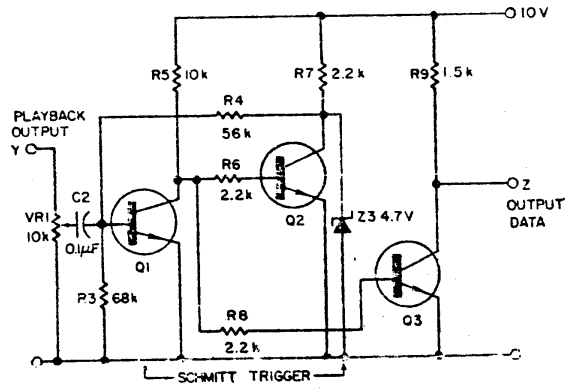 10 V
R5 10k
R7 2.2k
R9 1.5k
R4
56k
PLAYBACK
OUTPUT
Y
R6
2.2k
C2
VR1
10k
0.1µF
Q1
Q2
Z3 4.7V
Z
OUTPUT
DATA
R3 68k
R8
2.2k
Q3
SCHMITT TRIGGER